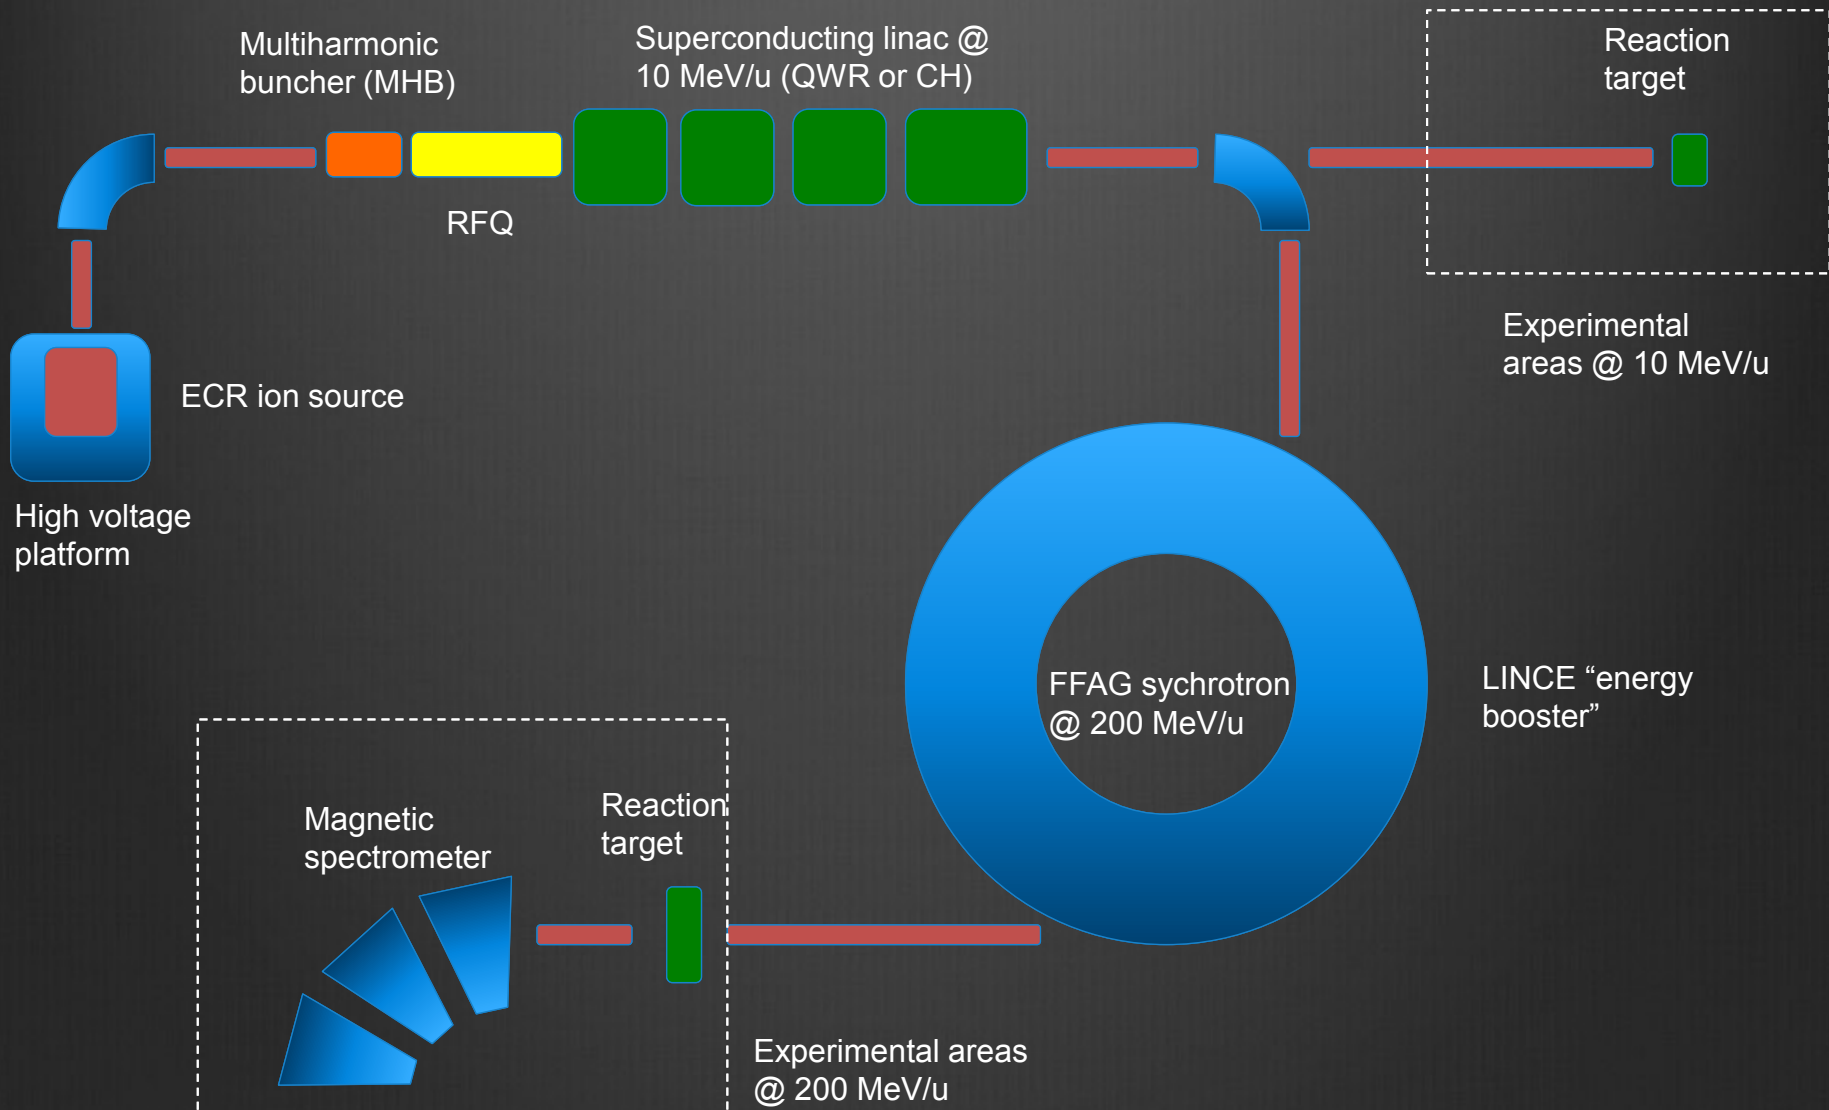 Multiharmonic
buncher (MHB)
Superconducting linac @
10 MeV/u (QWR or CH)
Reaction
target
RFQ
Experimental
areas @ 10 MeV/u
ECR ion source
High voltage
platform
FFAG sychrotron
@ 200 MeV/u
LINCE “energy
booster”
Magnetic
spectrometer
Reaction
target
Experimental areas
@ 200 MeV/u